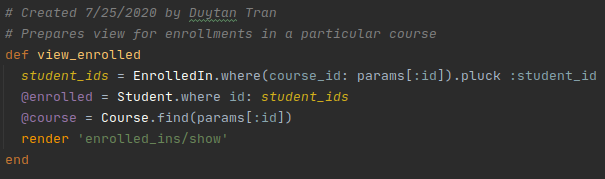 # Created 7/25/2020 by Duytan Tran
# Prepares view for enrollments in a particular course
def view_enrolled
  student_ids = EnrolledIn.where(course_id: params[:id]).pluck :student_id
  @enrolled = Student.where id: student_ids
  @course = Course.find(params[:id])
  render 'enrolled_ins/show'
end